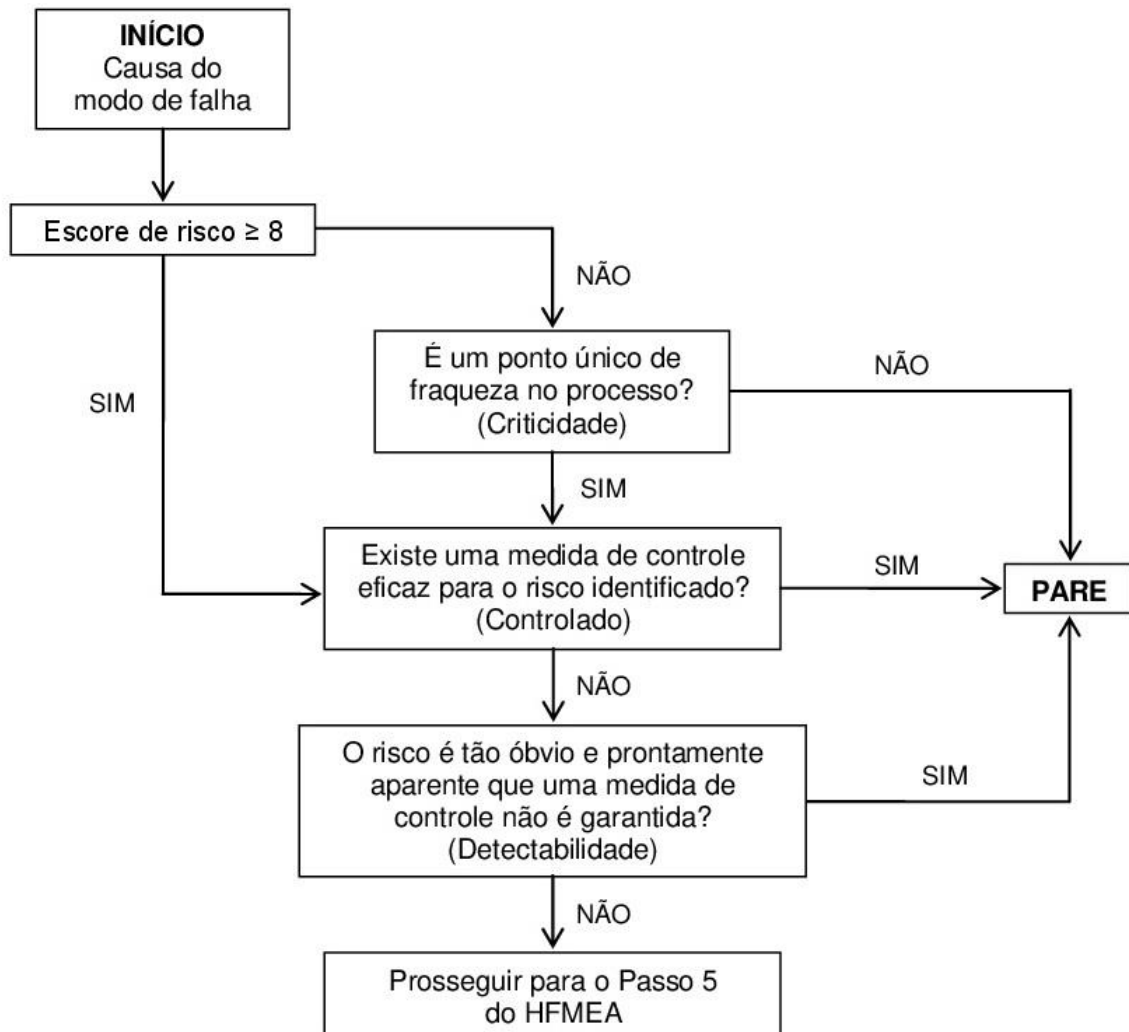 INÍCIO
Causa do
modo de falha
Escore de risco ≥ 8
NÃO
É um ponto único de
fraqueza no processo?
(Criticidade)
NÃO
SIM
SIM
Existe uma medida de controle
eficaz para o risco identificado?
(Controlado)
SIM
PARE
NÃO
O risco é tão óbvio e prontamente
aparente que uma medida de
controle não é garantida?
(Detectabilidade)
SIM
NÃO
Prosseguir para o Passo 5
do HFMEA